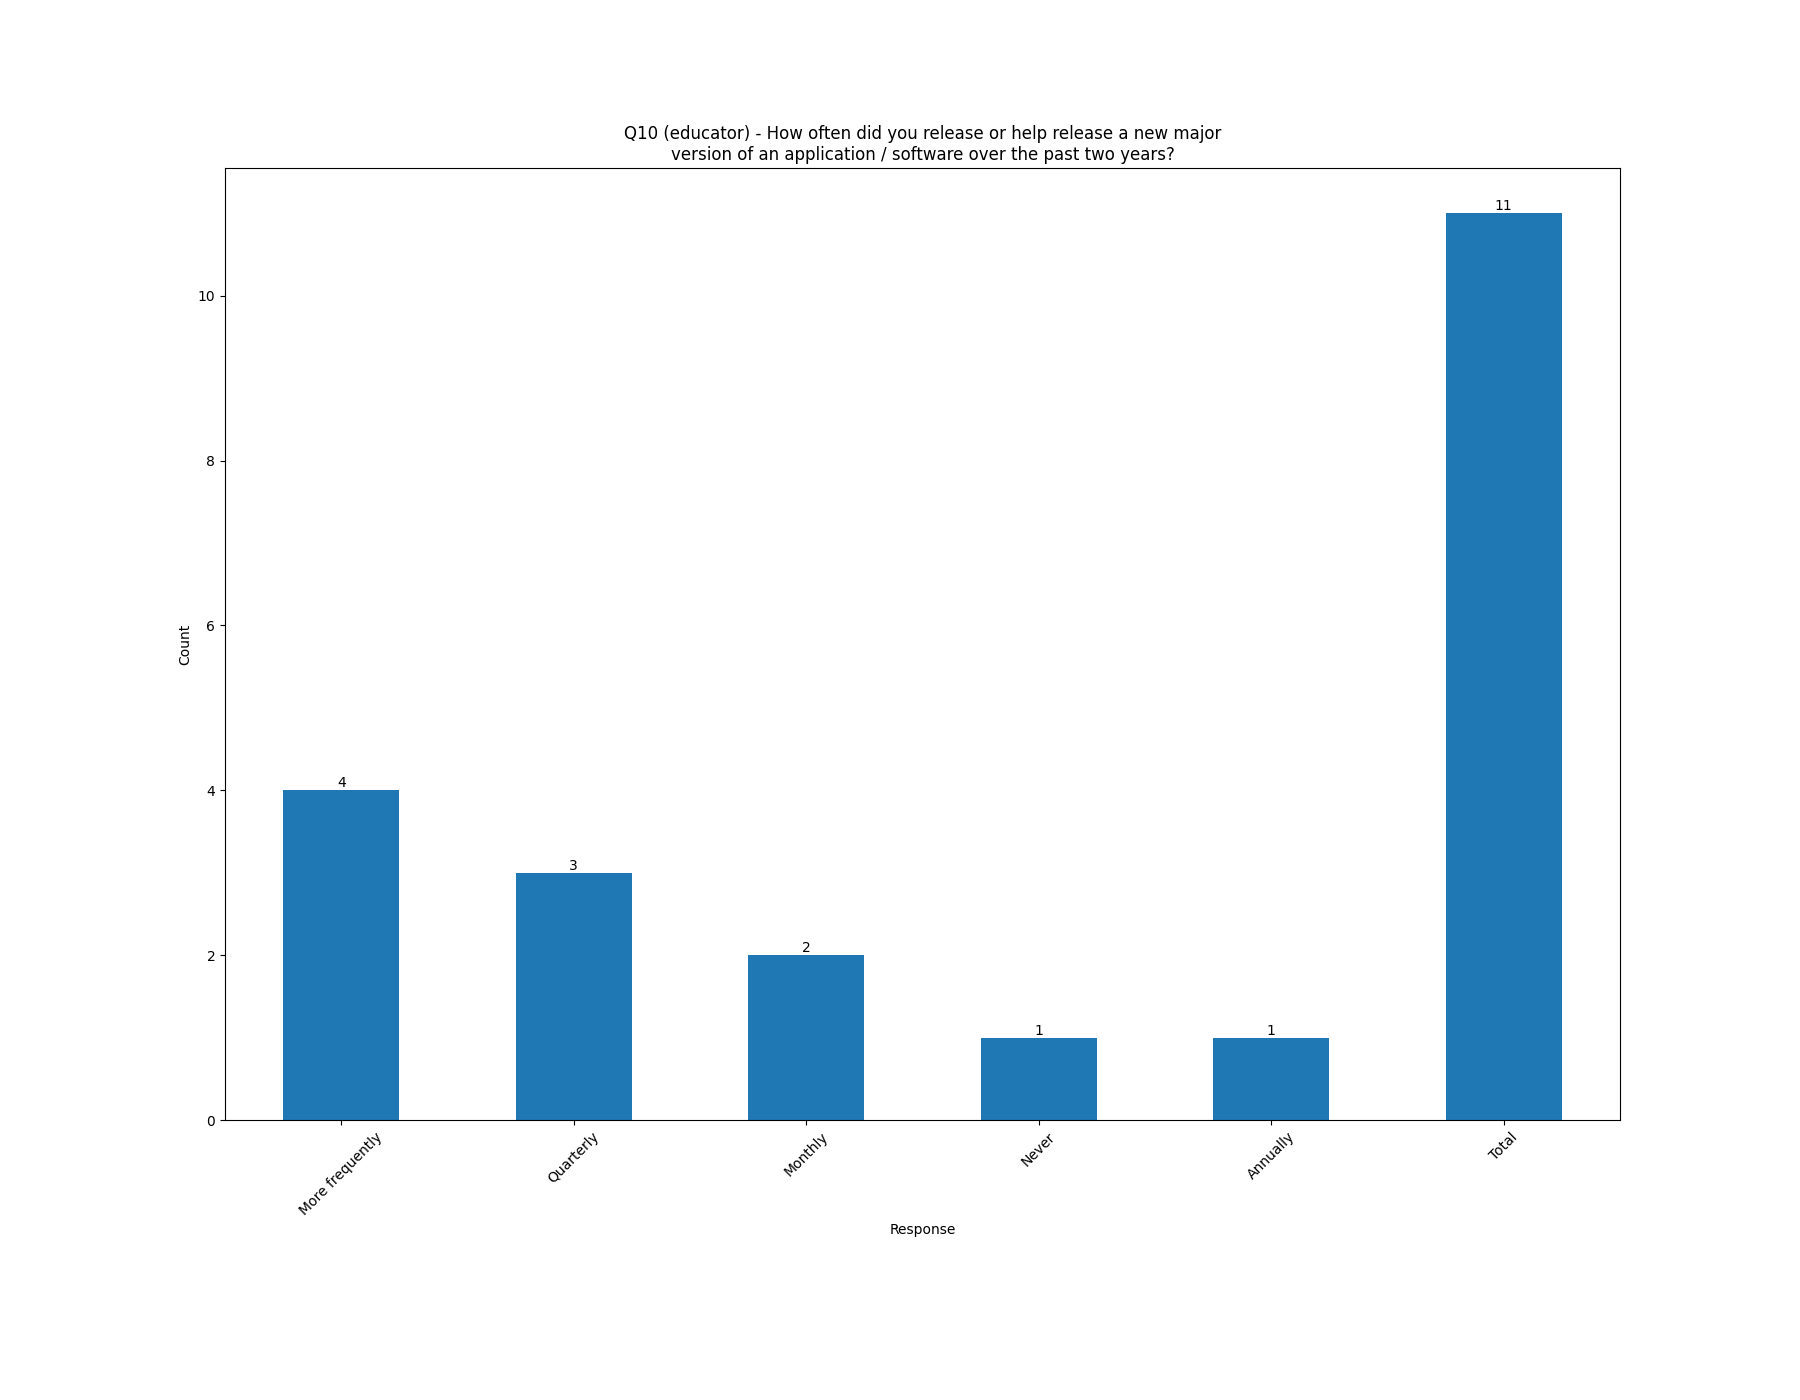 Q10 (educator) - How often did you release or help release a new major
version of an application / software over the past two years?
11
10
8
6
4
2
0
Count
4
3
2
1
1
More frequently
Quarterly
Monthly
Never
Annually
Total
Response